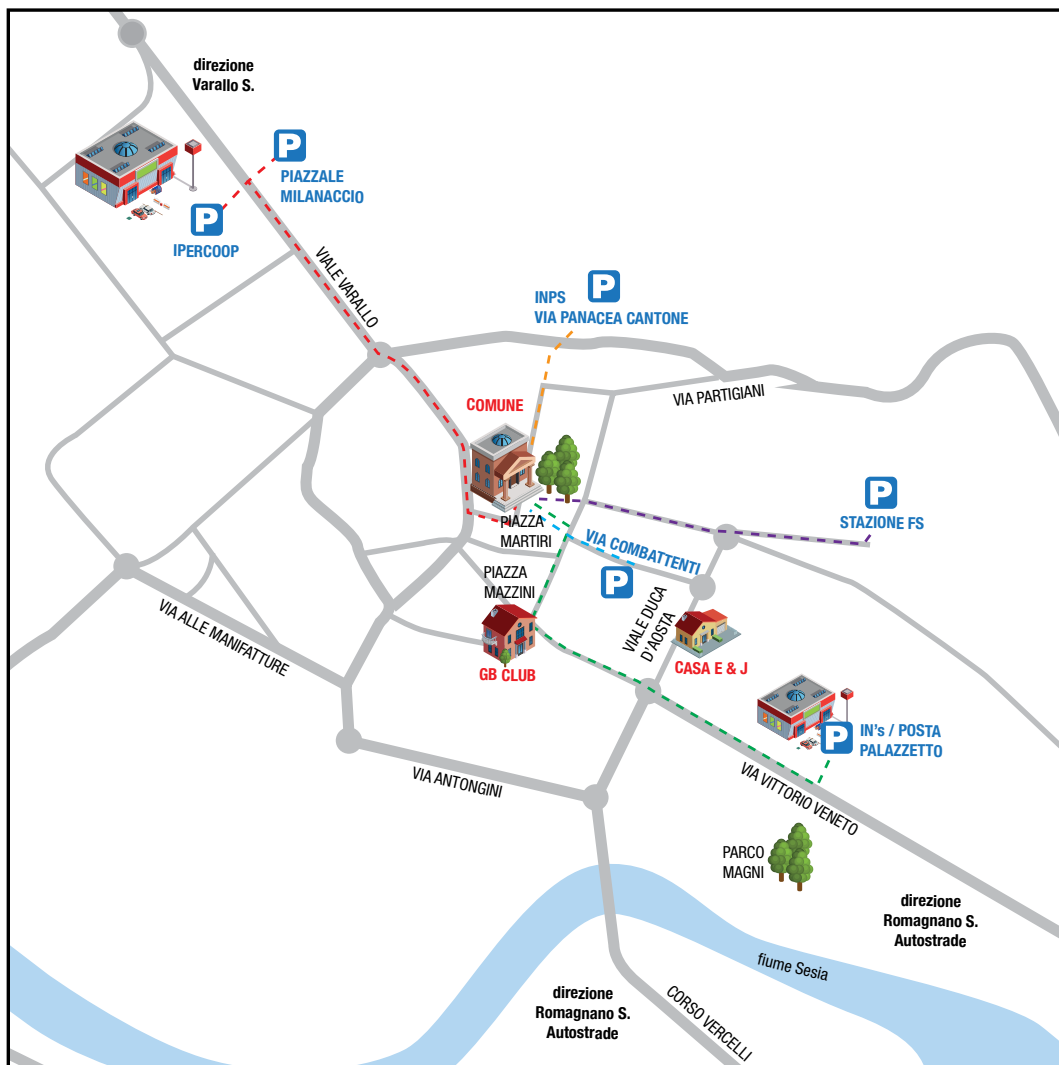 direzione
Varallo S.
P
PIAZZALE
MILANACCIO
P
IPERCOOP
VIALE VARALLO
P
INPS
VIA PANACEA CANTONE
VIA PARTIGIANI
COMUNE
P
STAZIONE FS
PIAZZA
MARTIRI
VIA COMBATTENTI
P
PIAZZA
MAZZINI
VIALE DUCA
D'AOSTA
VIA ALLE MANIFATTURE
GB CLUB
CASA E & J
P
IN's / POSTA
PALAZZETTO
VIA ANTONGINI
VIA VITTORIO VENETO
PARCO
MAGNI
direzione
Romagnano S.
Autostrade
fiume Sesia
direzione
Romagnano S.
Autostrade
CORSO VERCELLI